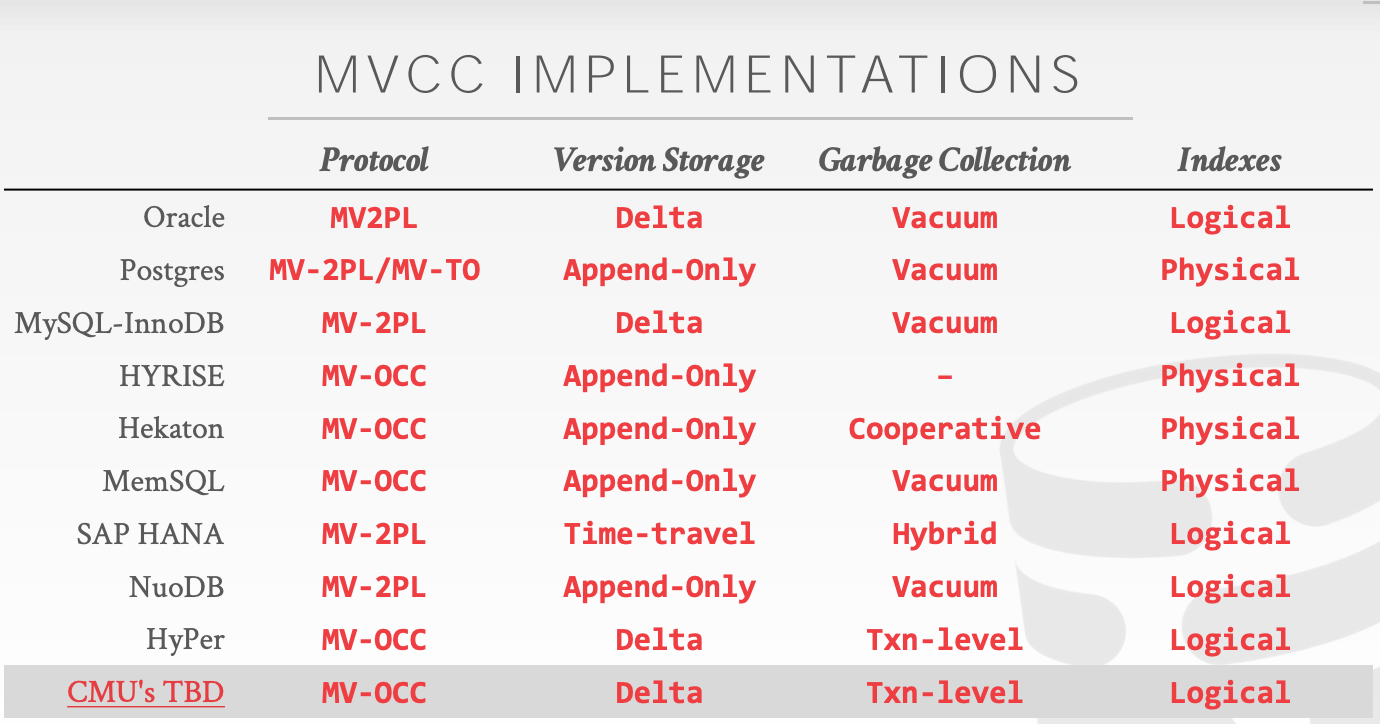 MVCC IMPLEMENTATIONS
Protocol Version Storage Garbage Collection Indexes
Oracle MV2PL Delta Vacuum Logical
Postgres MV-2PL/MV-TO Append-Only Vacuum Physical
MySQL-InnoDB MV-2PL Delta Vacuum Logical
HYRISE MV-OCC Append-Only – Physical
Hekaton MV-OCC Append-Only Cooperative Physical
MemSQL MV-OCC Append-Only Vacuum Physical
SAP HANA MV-2PL Time-travel Hybrid Logical
NuoDB MV-2PL Append-Only Vacuum Logical
HyPer MV-OCC Delta Txn-level Logical
CMU's TBD MV-OCC Delta Txn-level Logical